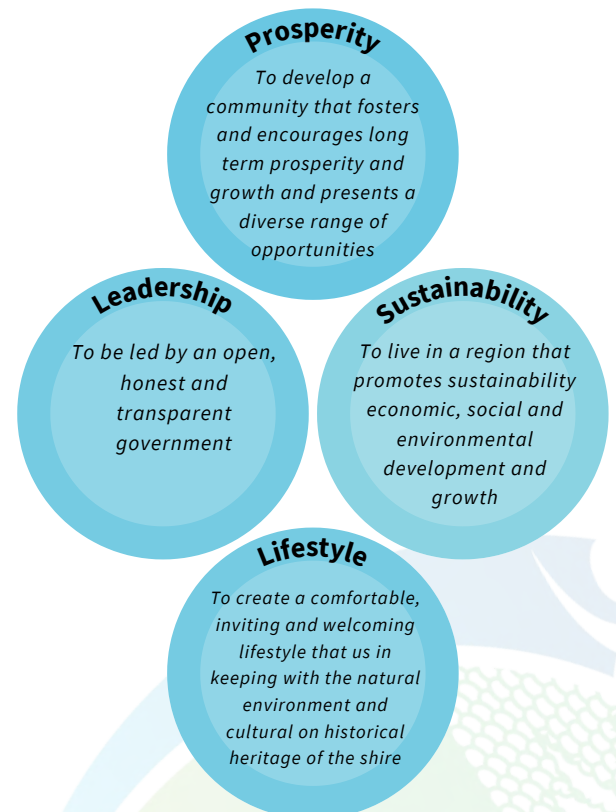 Prosperity
To develop a
community that fosters
and encourages long
term prosperity and
growth and presents a
diverse range of
opportunities
Leadership
To be led by an open,
honest and
transparent
government
Sustainability
To live in a region that
promotes sustainability
economic, social and
environmental
development and
growth
Lifestyle
To create a comfortable,
inviting and welcoming
lifestyle that us in
keeping with the natural
environment and
cultural on historical
heritage of the shire